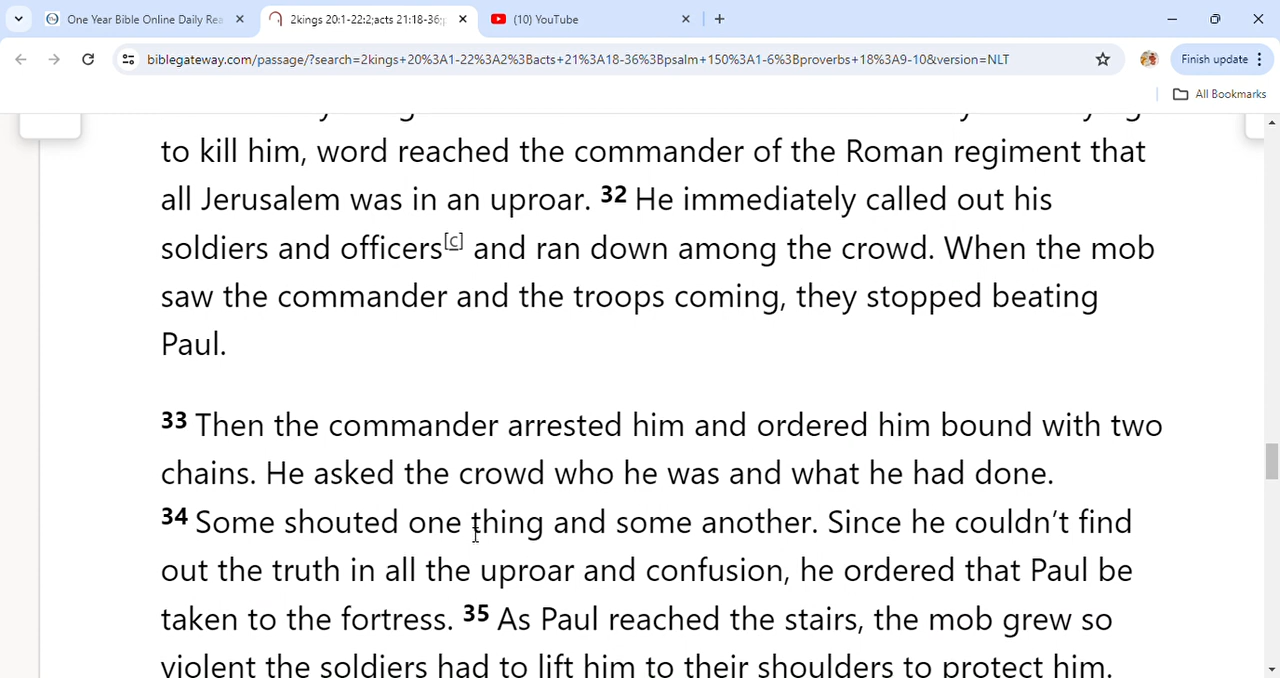 One Year Bible Online Daily Rea
2kings 20:1-22:2;acts 21:18-36;
(10) YouTube
biblegateway.com/passage/?search=2kings+20%3A1-22%3A2%3Bacts+21%3A18-36%3Bpsalm+150%3A1-6%3Bproverbs+18%3A9-10&version=NLT
Finish update
All Bookmarks
to kill him, word reached the commander of the Roman regiment that
all Jerusalem was in an uproar. 32 He immediately called out his
soldiers and officers[c] and ran down among the crowd. When the mob
saw the commander and the troops coming, they stopped beating
Paul.
33 Then the commander arrested him and ordered him bound with two
chains. He asked the crowd who he was and what he had done.
34 Some shouted one thing and some another. Since he couldn’t find
out the truth in all the uproar and confusion, he ordered that Paul be
taken to the fortress. 35 As Paul reached the stairs, the mob grew so
violent the soldiers had to lift him to their shoulders to protect him.